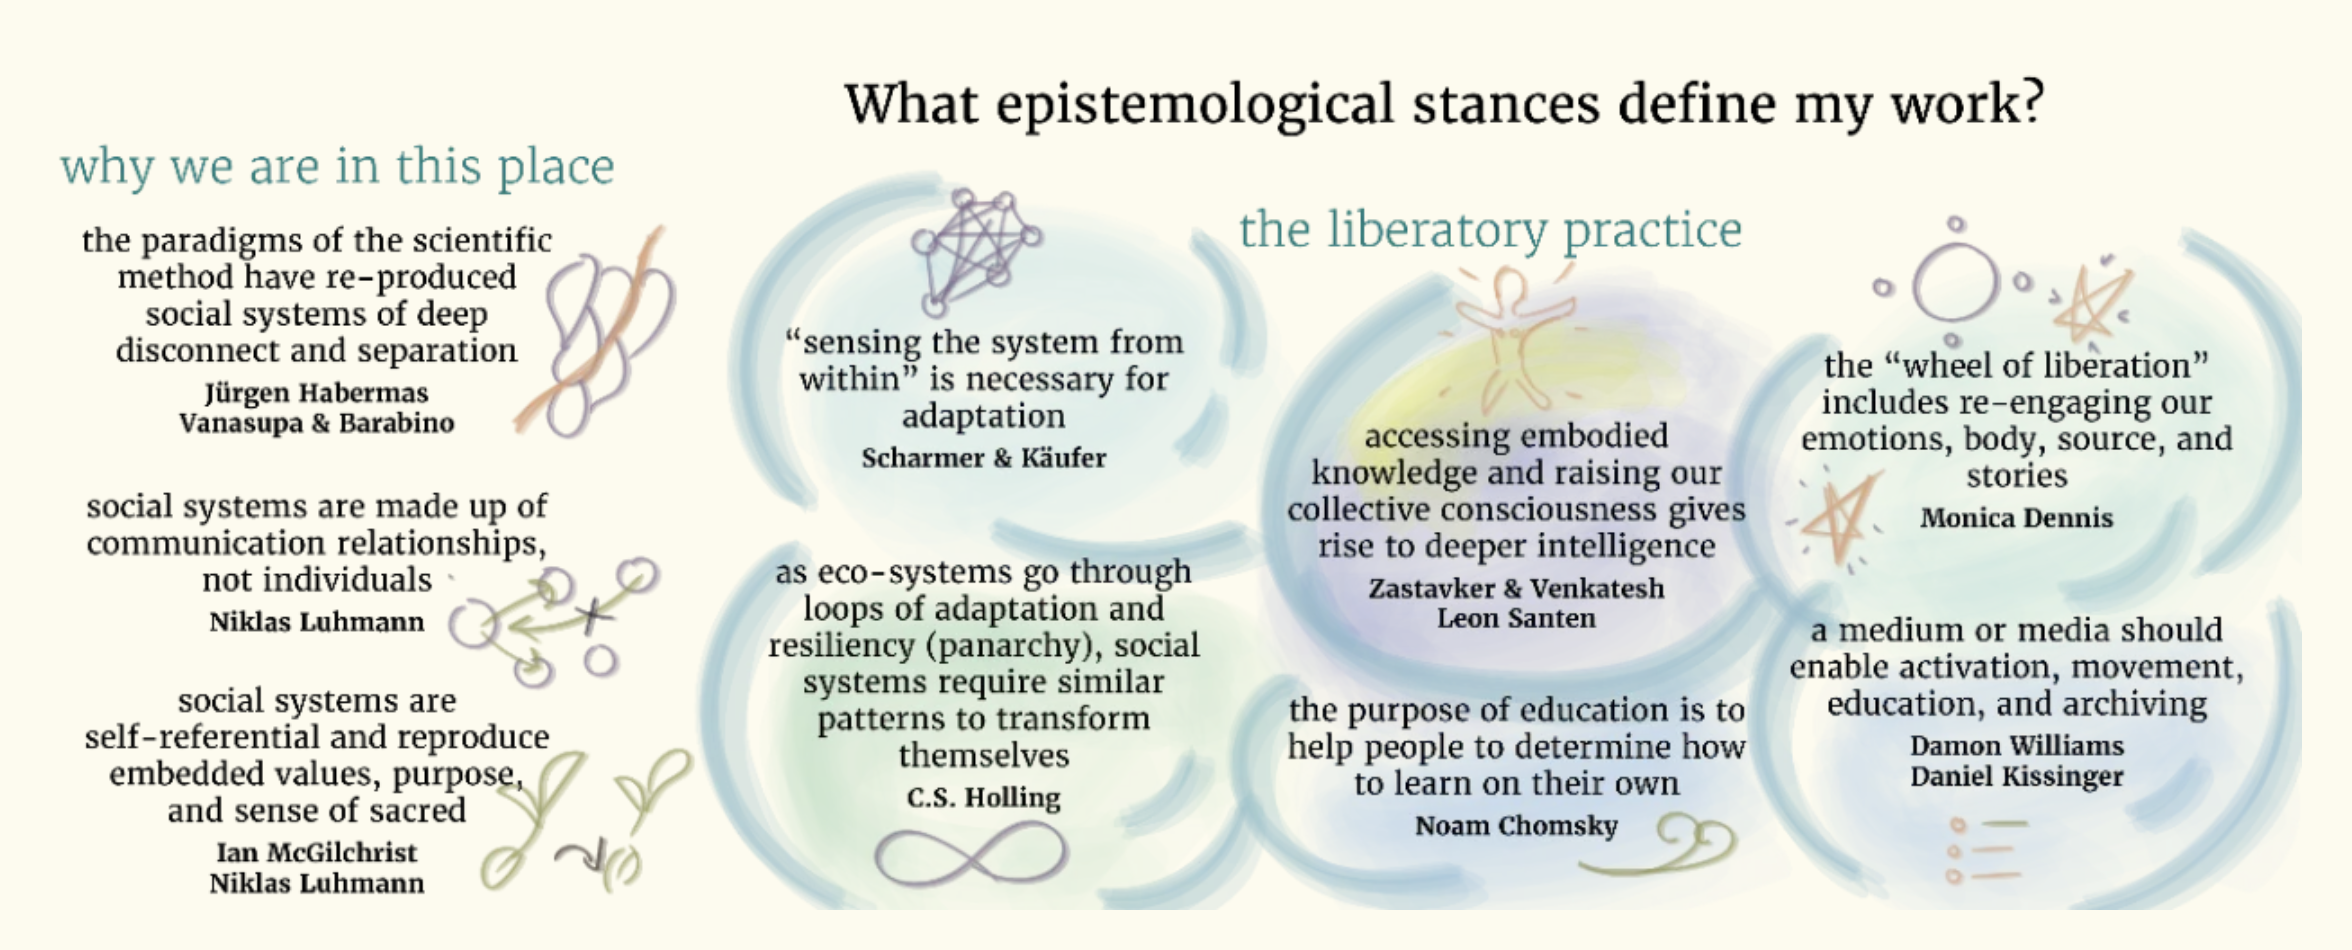 What epistemological stances define my work?
why we are in this place
the paradigms of the scientific
method have re-produced
social systems of deep
disconnect and separation
Jürgen Habermas
Vanasupa & Barabino
social systems are made up of
communication relationships,
not individuals
Niklas Luhmann
social systems are
self-referential and reproduce
embedded values, purpose,
and sense of sacred
Ian McGilchrist
Niklas Luhmann
the liberatory practice
“sensing the system from
within” is necessary for
adaptation
Scharmer & Käufer
as eco-systems go through
loops of adaptation and
resiliency (panarchy), social
systems require similar
patterns to transform
themselves
C.S. Holling
accessing embodied
knowledge and raising our
collective consciousness gives
rise to deeper intelligence
Zastavker & Venkatesh
Leon Santen
the purpose of education is to
help people to determine how
to learn on their own
Noam Chomsky
the “wheel of liberation”
includes re-engaging our
emotions, body, source, and
stories
Monica Dennis
a medium or media should
enable activation, movement,
education, and archiving
Damon Williams
Daniel Kissinger